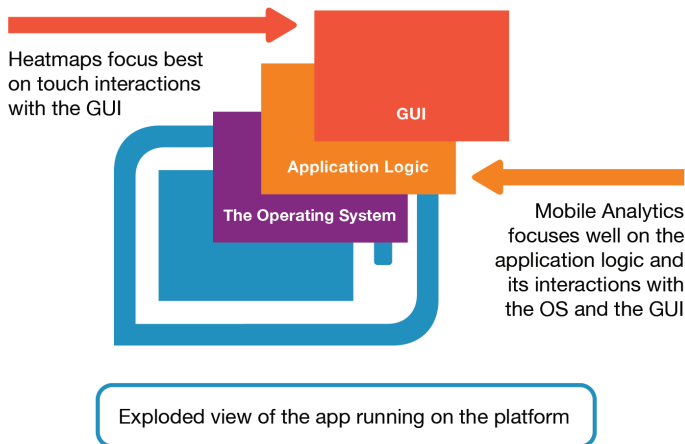 Heatmaps focus best
on touch interactions
with the GUI
GUI
Application Logic
The Operating System
Mobile Analytics
focuses well on the
application logic and
its interactions with
the OS and the GUI
Exploded view of the app running on the platform